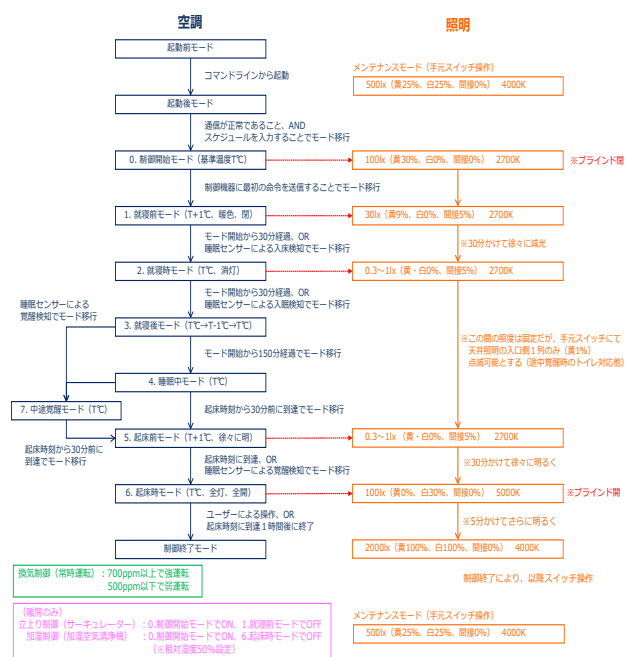 空調
照明
起動前モード
コマンドラインから起動
起動後モード
メンテナンスモード（手元スイッチ操作）
500lx（黄25%、白25%、間接0%） 4000K
通信が正常であること、AND
スケジュールを入力することでモード移行
0. 制御開始モード（基準温度T℃）
100lx（黄30%、白0%、間接0%） 2700K
※ブラインド閉
制御機器に最初の命令を送信することでモード移行
1. 就寝前モード（T+1℃、暖色、閉）
30lx（黄9%、白0%、間接5%） 2700K
モード開始から30分経過、OR
睡眠センサーによる入床検知でモード移行
※30分かけて徐々に減光
2. 就寝時モード（T℃、消灯）
0.3～1lx（黄・白0%、間接5%） 2700K
モード開始から30分経過、OR
睡眠センサーによる入眠検知でモード移行
睡眠センサーによる
覚醒検知でモード移行
3. 就寝後モード（T℃→T-1℃→T℃）
モード開始から150分経過でモード移行
※この間の照度は固定だが、手元スイッチにて
天井照明の入口側１列のみ（黄1%）
点滅可能とする（途中覚醒時のトイレ対応他）
4. 睡眠中モード（T℃）
7. 中途覚醒モード（T℃）
起床時刻から30分前に到達でモード移行
起床時刻から30分前に
到達でモード移行
5. 起床前モード（T+1℃、徐々に明）
0.3～1lx （黄・白0%、間接5%） 2700K
起床時刻に到達、OR
睡眠センサーによる覚醒検知でモード移行
※30分かけて徐々に明るく
6. 起床時モード（T℃、全灯、全開）
100lx（黄0%、白30%、間接0%） 5000K
※ブラインド開
ユーザーによる操作、OR
起床時刻に到達１時間後に終了
※5分かけてさらに明るく
制御終了モード
2000lx（黄100%、白100%、間接0%） 4000K
換気制御（常時運転）：700ppm以上で強運転
500ppm以下で弱運転
制御終了により、以降スイッチ操作
（暖房のみ）
立上り制御（サーキュレーター）：0.制御開始モードでON、1.就寝前モードでOFF
加湿制御（加湿空気清浄機）　：0.制御開始モードでON、6.起床時モードでOFF
（※相対湿度50%設定）
メンテナンスモード（手元スイッチ操作）
500lx（黄25%、白25%、間接0%） 4000K